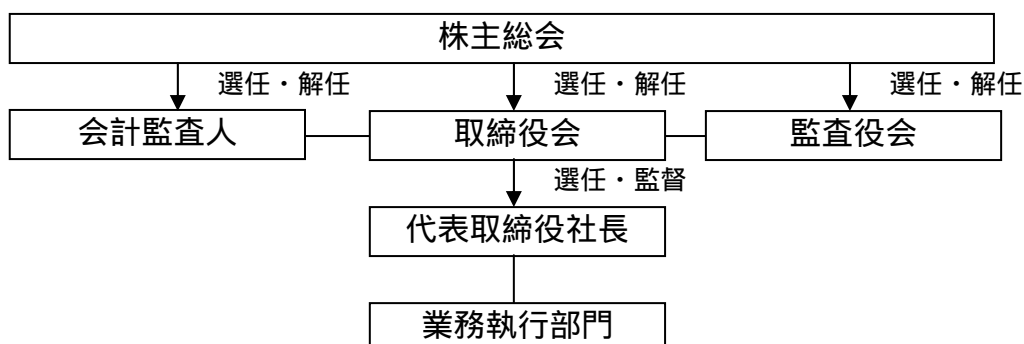 株主総会
選任・解任
選任・解任
選任・解任
会計監査人
取締役会
監査役会
選任・監督
代表取締役社長
業務執行部門